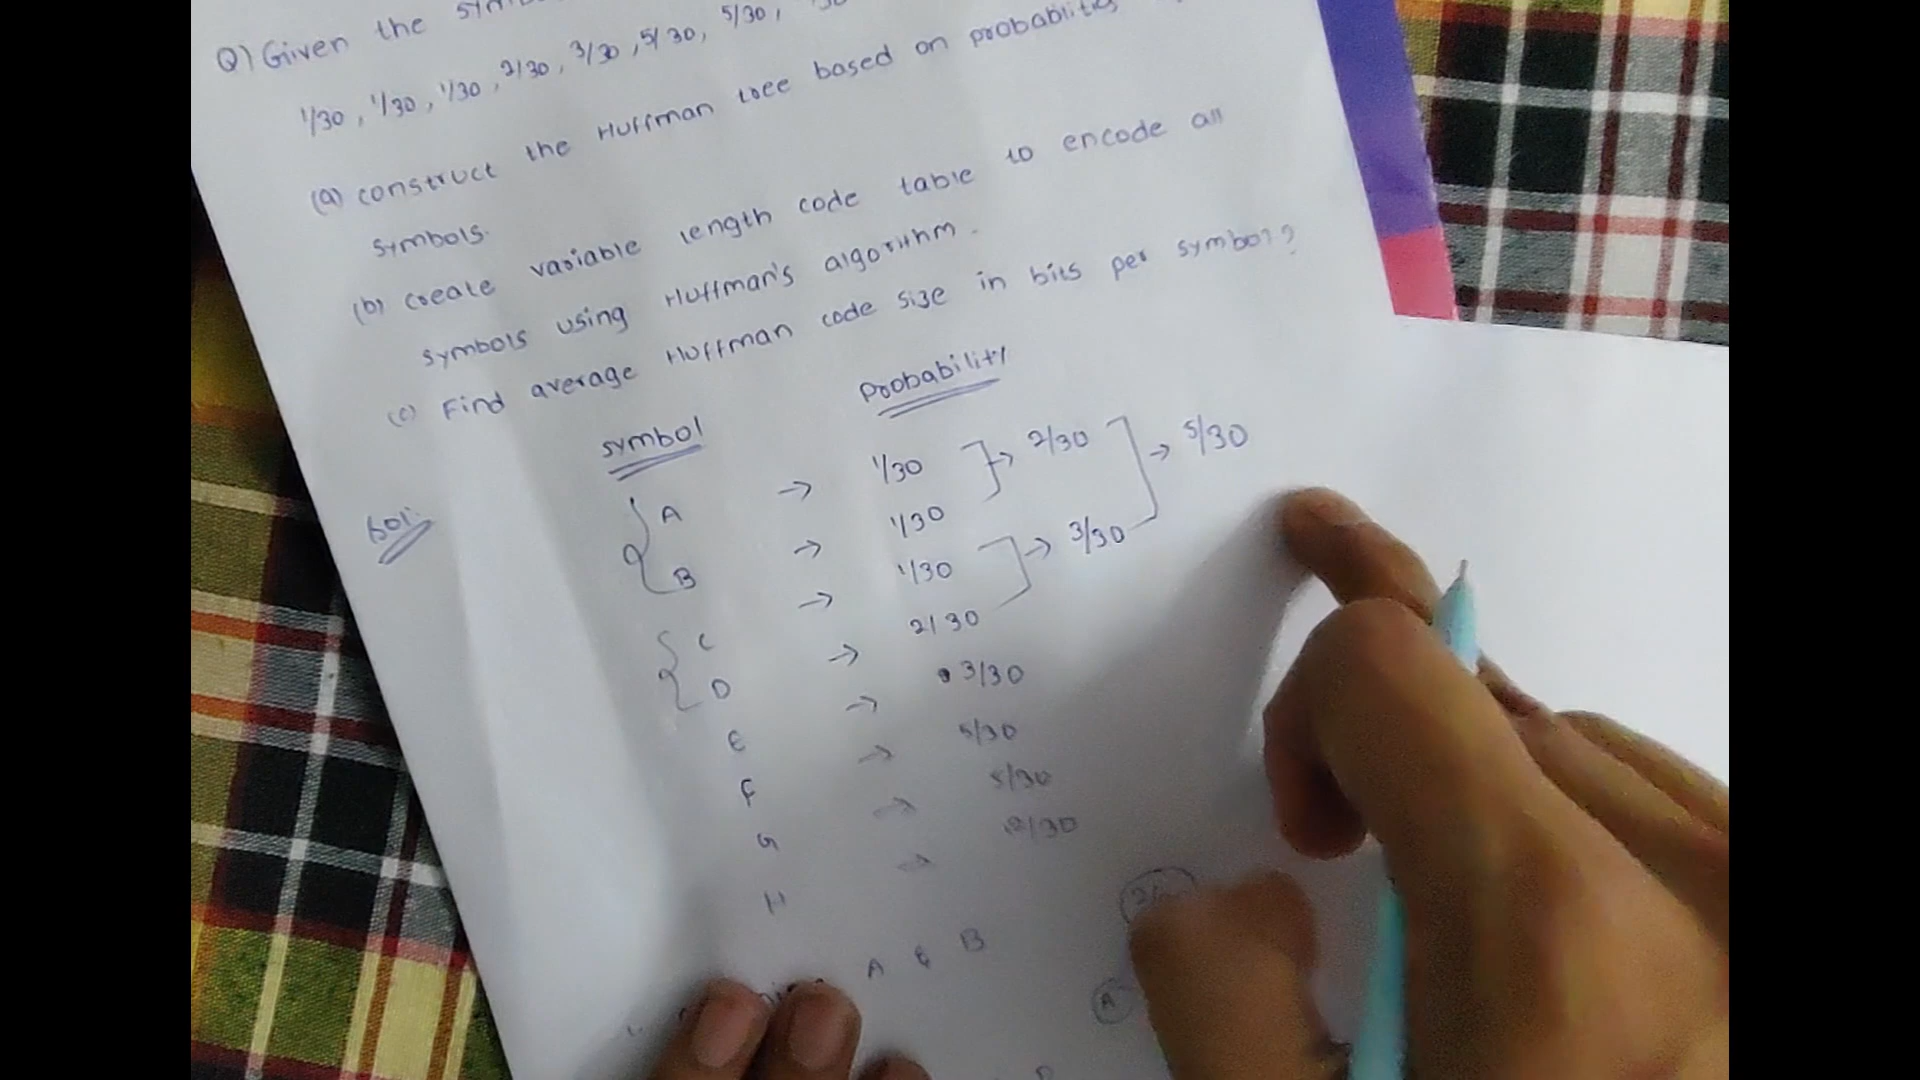 Q) Given the
1/30, 1/30, 1/30, 2/30, 3/30, 5/30, 5/30,
(a) construct the Huffman tree based on probabilities
symbols.
(b) create variable length code table to encode all
symbols using Huffman's algorithm.
(c) Find average Huffman code size in bits per symbol?
symbol Probability
Sol:
A → 1/30 → 2/30 → 5/30
B → 1/30
C → 1/30 → 3/30
D → 2/30
E → 3/30
F → 5/30
G → 5/30
H → 12/30
A & B
A